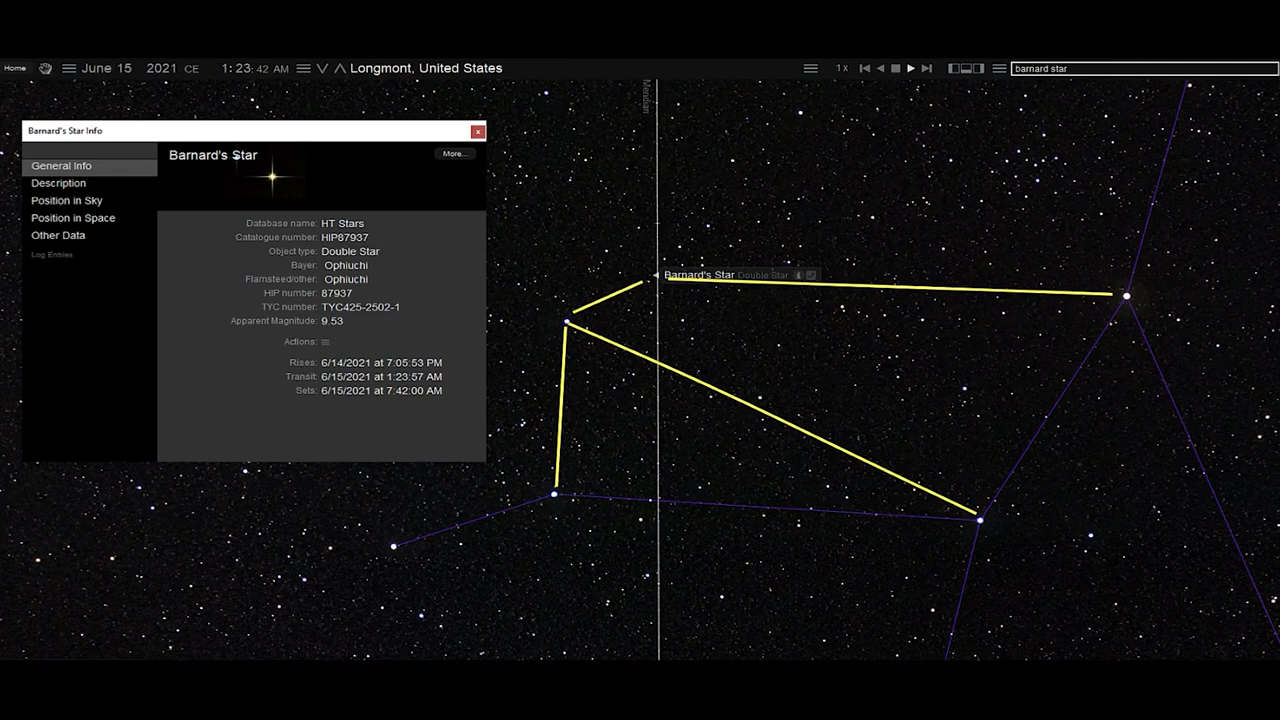 Home June 15 2021 CE 1:23:42 AM Longmont, United States 1x barnard star
Meridian
Barnard's Star Info x
General Info
Description
Position in Sky
Position in Space
Other Data
Log Entries
Barnard's Star More...
Database name: HT Stars
Catalogue number: HIP87937
Object type: Double Star
Bayer: Ophiuchi
Flamsteed/other: Ophiuchi
HIP number: 87937
TYC number: TYC425-2502-1
Apparent Magnitude: 9.53
Actions:
Rises: 6/14/2021 at 7:05:53 PM
Transit: 6/15/2021 at 1:23:57 AM
Sets: 6/15/2021 at 7:42:00 AM
Barnard's Star Double Star i